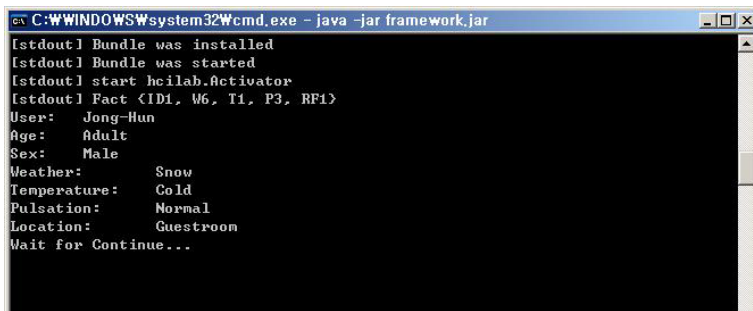 C:₩WINDOWS₩system32₩cmd.exe - java -jar framework.jar
[stdout] Bundle was installed
[stdout] Bundle was started
[stdout] start hcilab.Activator
[stdout] Fact {ID1, W6, T1, P3, RF1}
User: Jong-Hun
Age: Adult
Sex: Male
Weather: Snow
Temperature: Cold
Pulsation: Normal
Location: Guestroom
Wait for Continue...